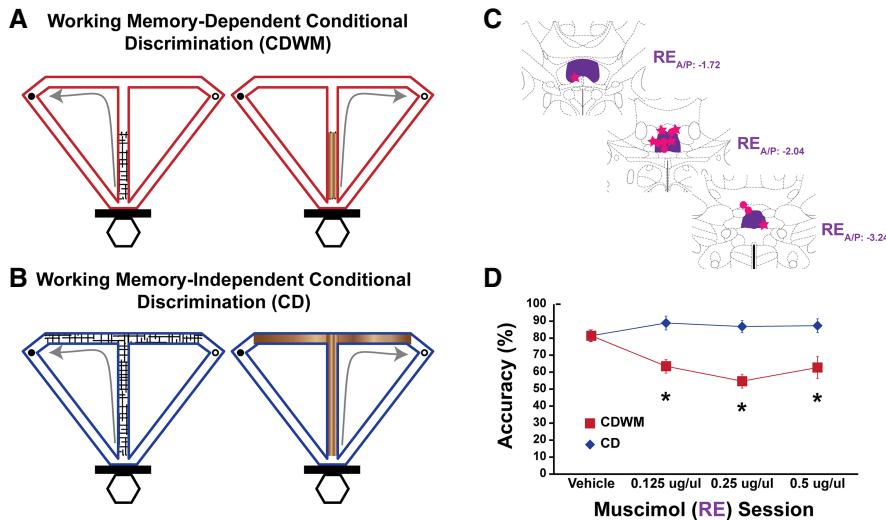 A
Working Memory-Dependent Conditional
Discrimination (CDWM)
B
Working Memory-Independent Conditional
Discrimination (CD)
C
RE A/P: -1.72
RE A/P: -2.04
RE A/P: -3.24
D
Accuracy (%)
100
90
80
70
60
50
40
30
20
10
0
*
*
*
CDWM
CD
Vehicle
0.125 ug/ul
0.25 ug/ul
0.5 ug/ul
Muscimol (RE) Session